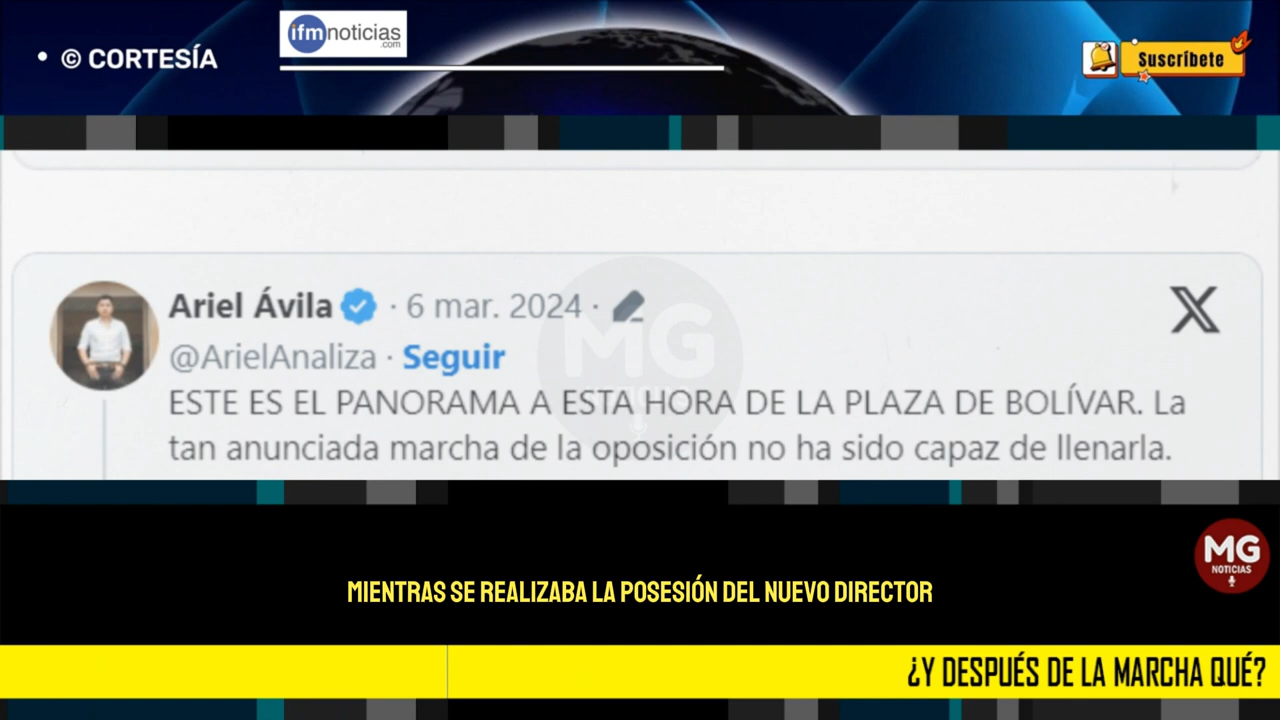 • © CORTESÍA
ifmnoticias
.com
Suscríbete
Ariel Ávila · 6 mar. 2024 ·
@ArielAnaliza · Seguir
ESTE ES EL PANORAMA A ESTA HORA DE LA PLAZA DE BOLÍVAR. La
tan anunciada marcha de la oposición no ha sido capaz de llenarla.
MG
NOTICIAS
MIENTRAS SE REALIZABA LA POSESIÓN DEL NUEVO DIRECTOR
MG
NOTICIAS
¿Y DESPUÉS DE LA MARCHA QUÉ?